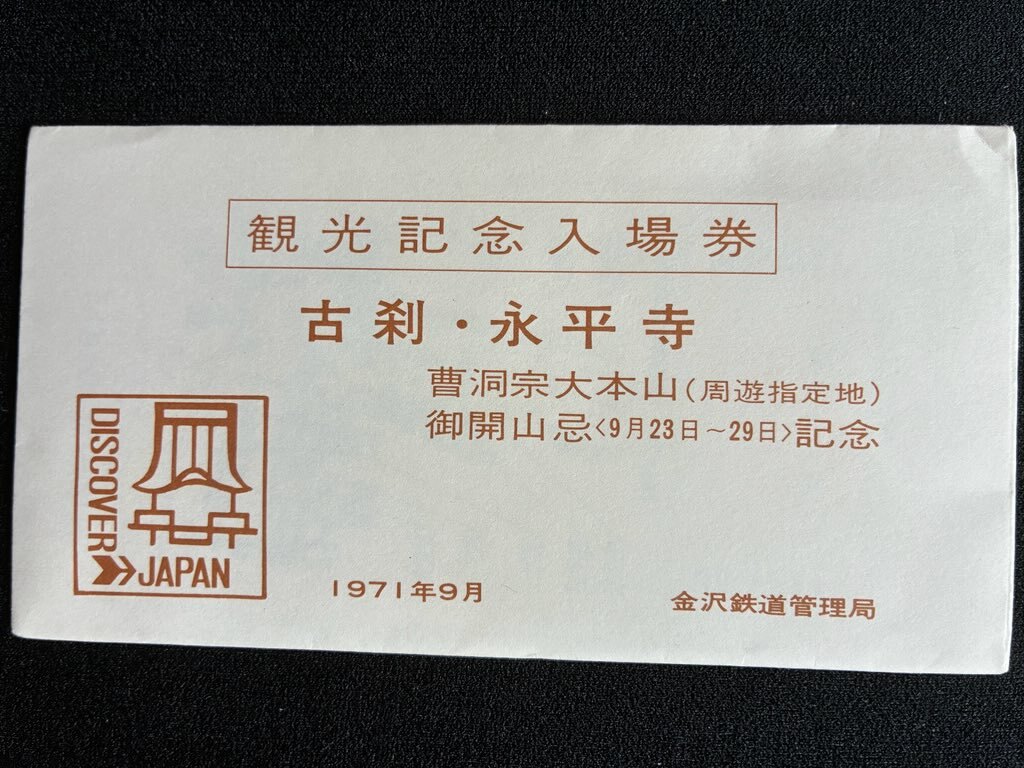 観光記念入場券
古刹・永平寺
曹洞宗大本山(周遊指定地)
御開山忌<9月23日~29日>記念
DISCOVER
JAPAN
1971年9月
金沢鉄道管理局